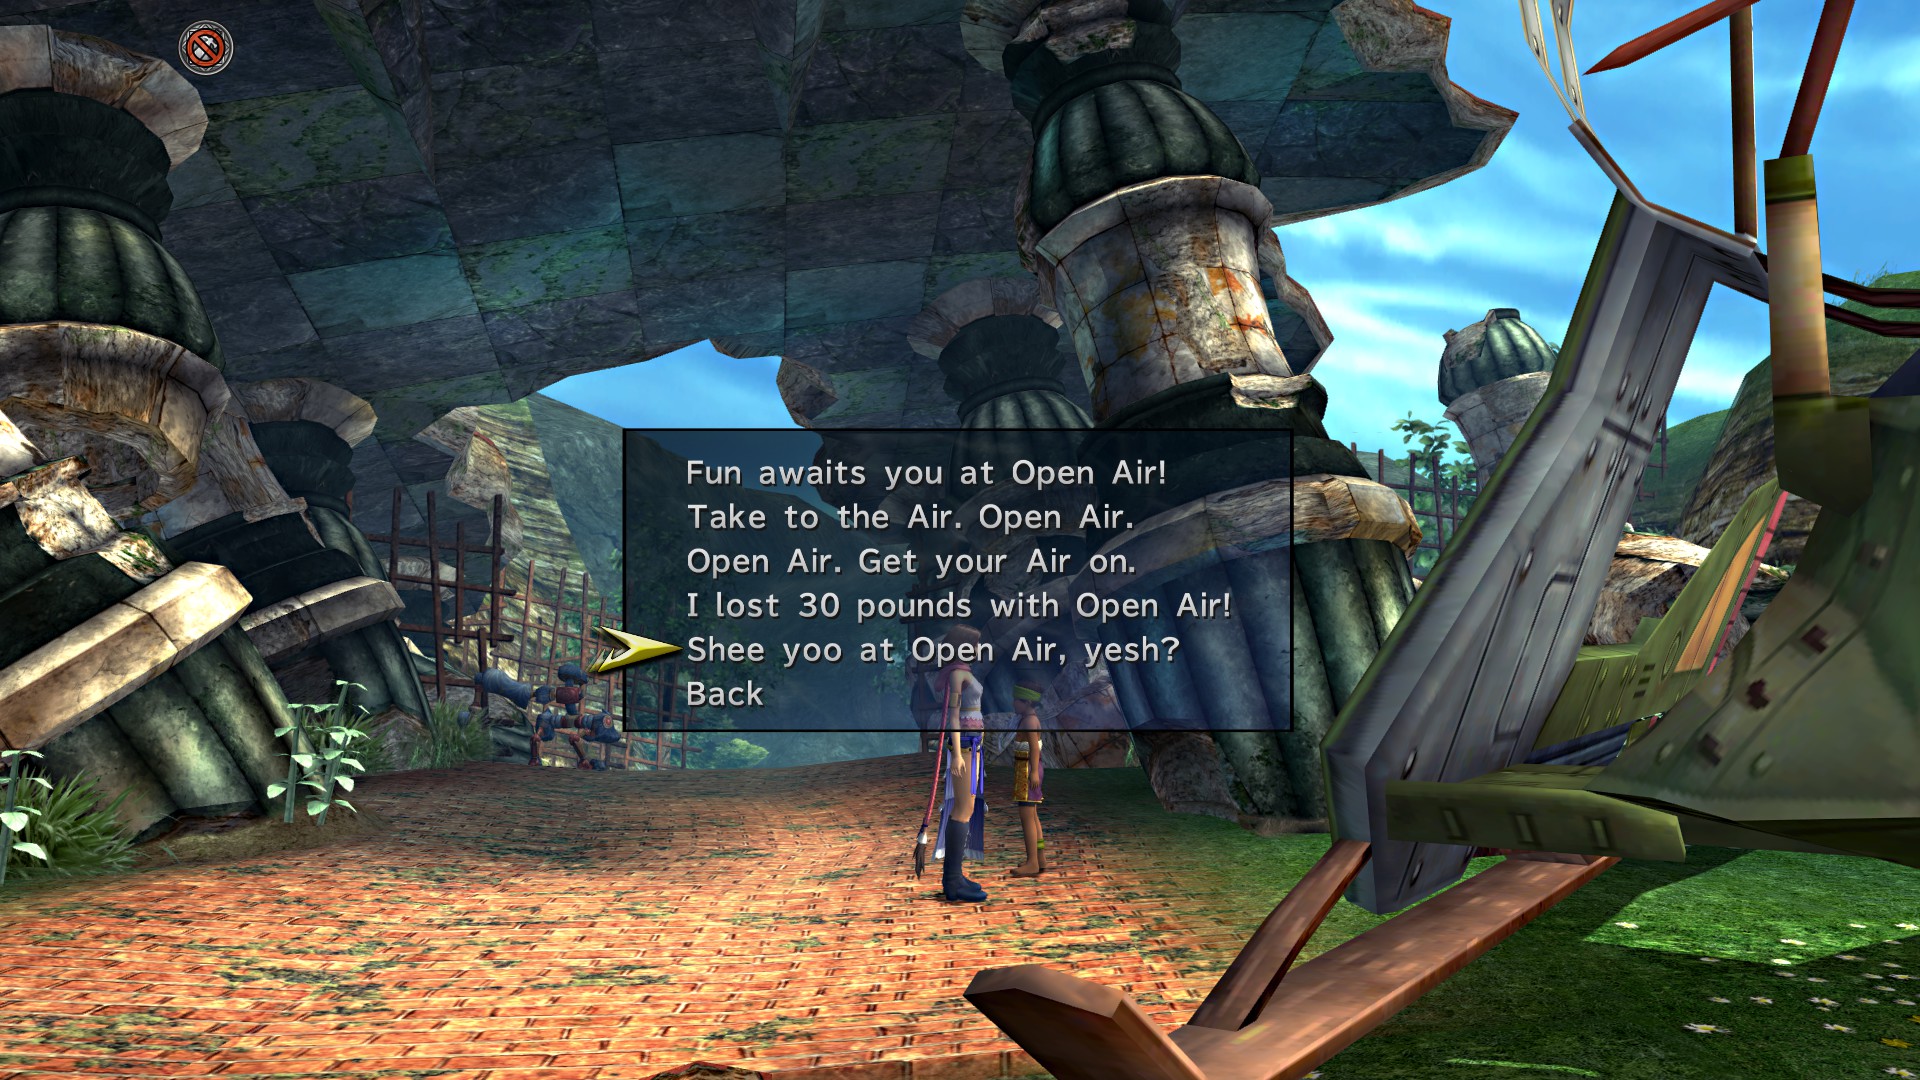 Fun awaits you at Open Air!
Take to the Air. Open Air.
Open Air. Get your Air on.
I lost 30 pounds with Open Air!
Shee yoo at Open Air, yesh?
Back